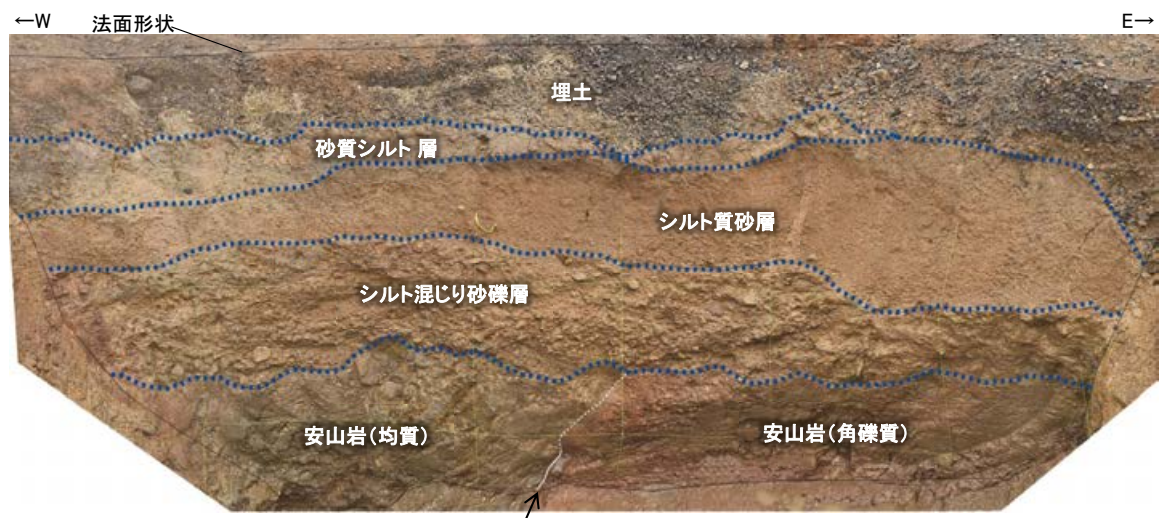 ←W
法面形状
E→
埋土
砂質シルト 層
シルト質砂層
シルト混じり砂礫層
安山岩(均質)
安山岩(角礫質)